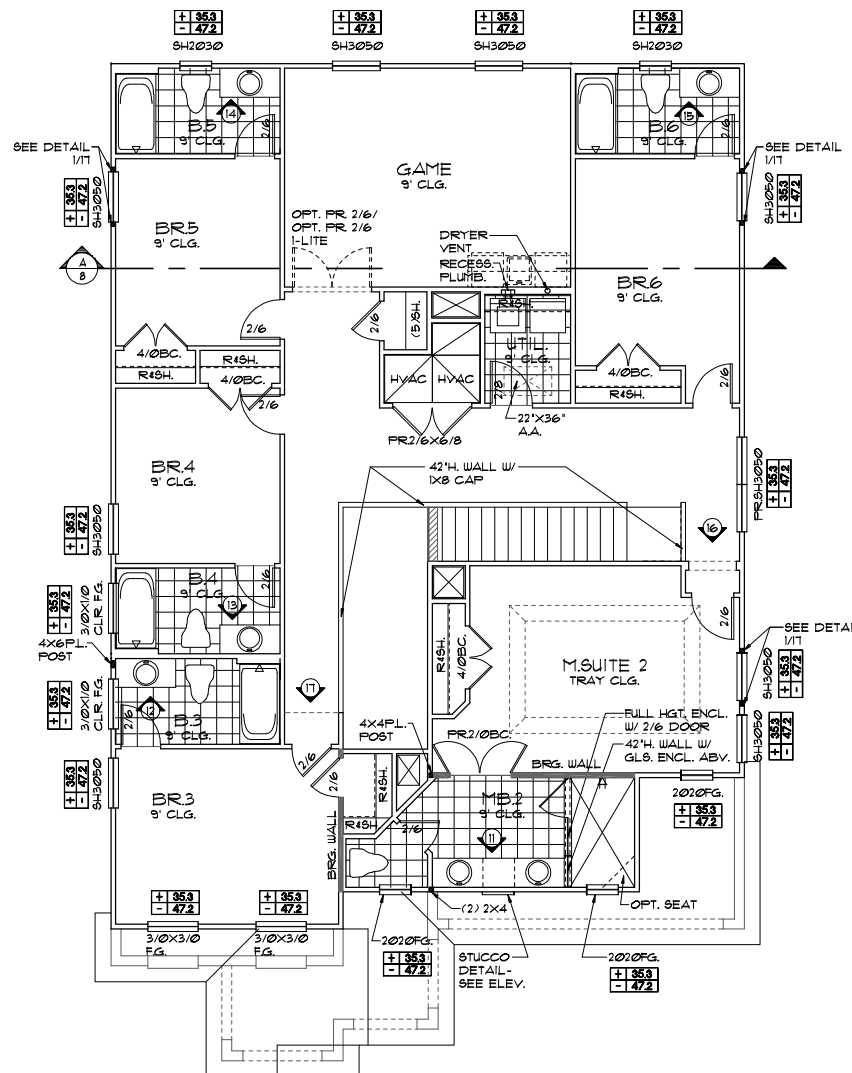 + 35.3
- 47.2
SH2030
+ 35.3
- 47.2
SH3050
+ 35.3
- 47.2
SH3050
+ 35.3
- 47.2
SH2030
B.5
9' CLG.
14
2/6
B.6
9' CLG.
15
2/6
SEE DETAIL
1/17
SEE DETAIL
1/17
+ 35.3
- 47.2
SH3050
+ 35.3
- 47.2
SH3050
GAME
9' CLG.
BR.5
9' CLG.
OPT. PR. 2/6/
OPT. PR. 2/6
1-LITE
DRYER
VENT
RECESS
PLUMB.
BR.6
9' CLG.
A
8
R&SH.
(5)SH.
2/6
2/6
UTIL.
9' CLG.
4/0BC.
R&SH.
R&SH.
4/0BC.
2/6
HVAC
HVAC
2/8
4/0BC.
R&SH.
2/6
22"X36"
A.A.
PR.2/6X6/8
BR.4
9' CLG.
42"H. WALL W/
1X8 CAP
PR.SH3050
+ 35.3
- 47.2
16
+ 35.3
- 47.2
SH3050
B.4
9' CLG.
2/6
13
+ 35.3
- 47.2
3/0X1/0
CLR. F.G.
4X6P.L.
POST
2/6
R&SH.
4/0BC.
M.SUITE 2
TRAY CLG.
SEE DETAIL
1/17
SH3050
+ 35.3
- 47.2
+ 35.3
- 47.2
3/0X1/0
CLR. F.G.
12
2/6
B.3
9' CLG.
17
4X4P.L.
POST
PR.2/0BC.
FULL HGT. ENCL.
W/ 2/6 DOOR
42"H. WALL W/
GLS. ENCL. ABV.
BRG. WALL
SH3050
+ 35.3
- 47.2
+ 35.3
- 47.2
SH3050
BR.3
9' CLG.
2/6
2/6
R&SH.
R&SH.
BRG. WALL
2/6
MB.2
9' CLG.
11
2020FG.
+ 35.3
- 47.2
+ 35.3
- 47.2
3/0X3/0
F.G.
+ 35.3
- 47.2
3/0X3/0
F.G.
(2) 2X4
OPT. SEAT
2020FG.
+ 35.3
- 47.2
STUCCO
DETAIL-
SEE ELEV.
2020FG.
+ 35.3
- 47.2